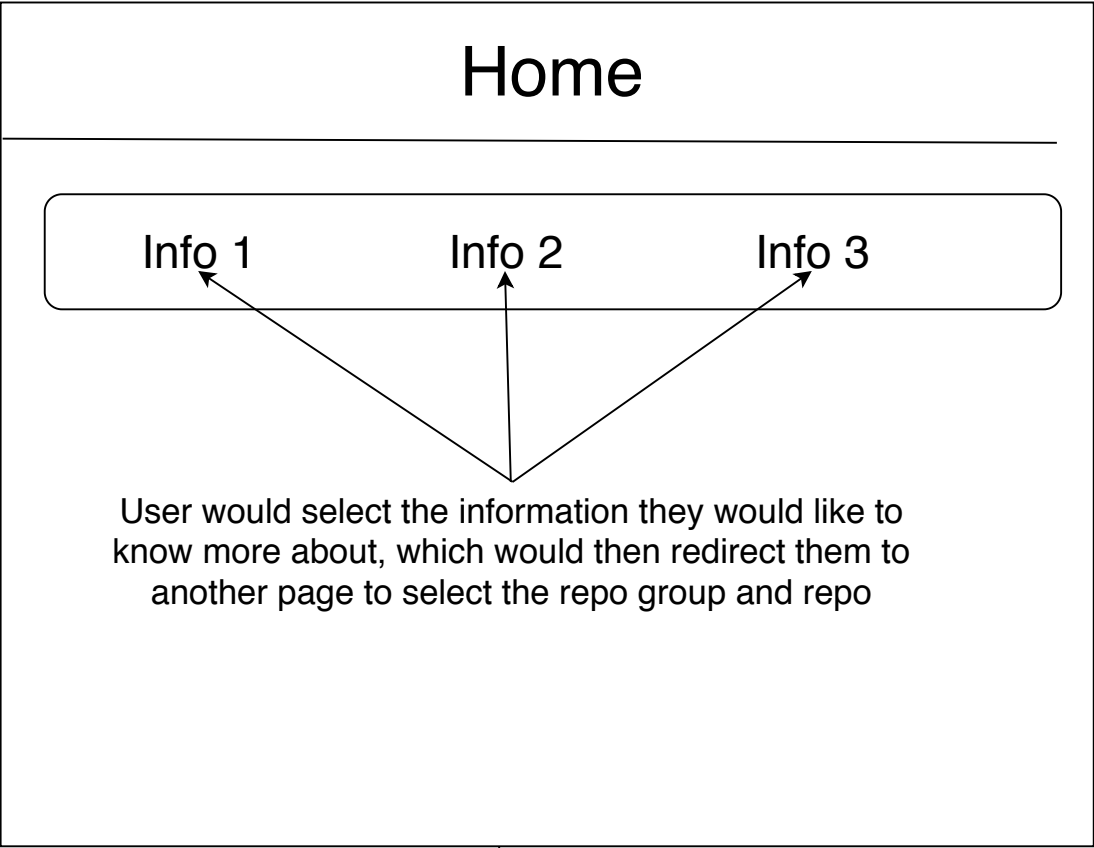 Home
Info 1 Info 2 Info 3
User would select the information they would like to
know more about, which would then redirect them to
another page to select the repo group and repo